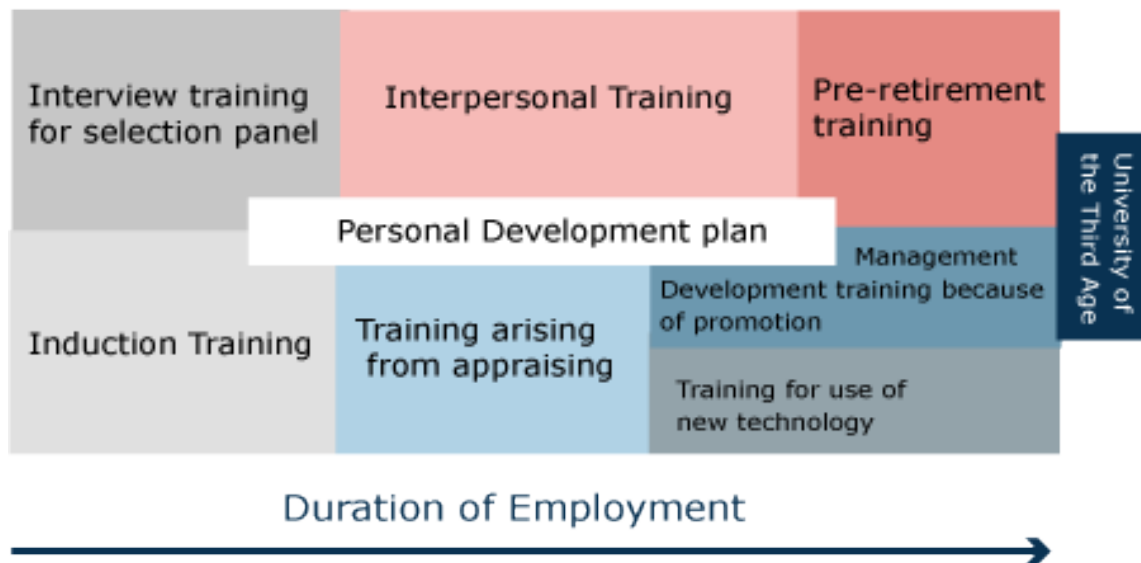 Interview training
for selection panel
Interpersonal Training
Pre-retirement
training
University of
the Third Age
Personal Development plan
Induction Training
Training arising
from appraising
Management
Development training because
of promotion
Training for use of
new technology
Duration of Employment